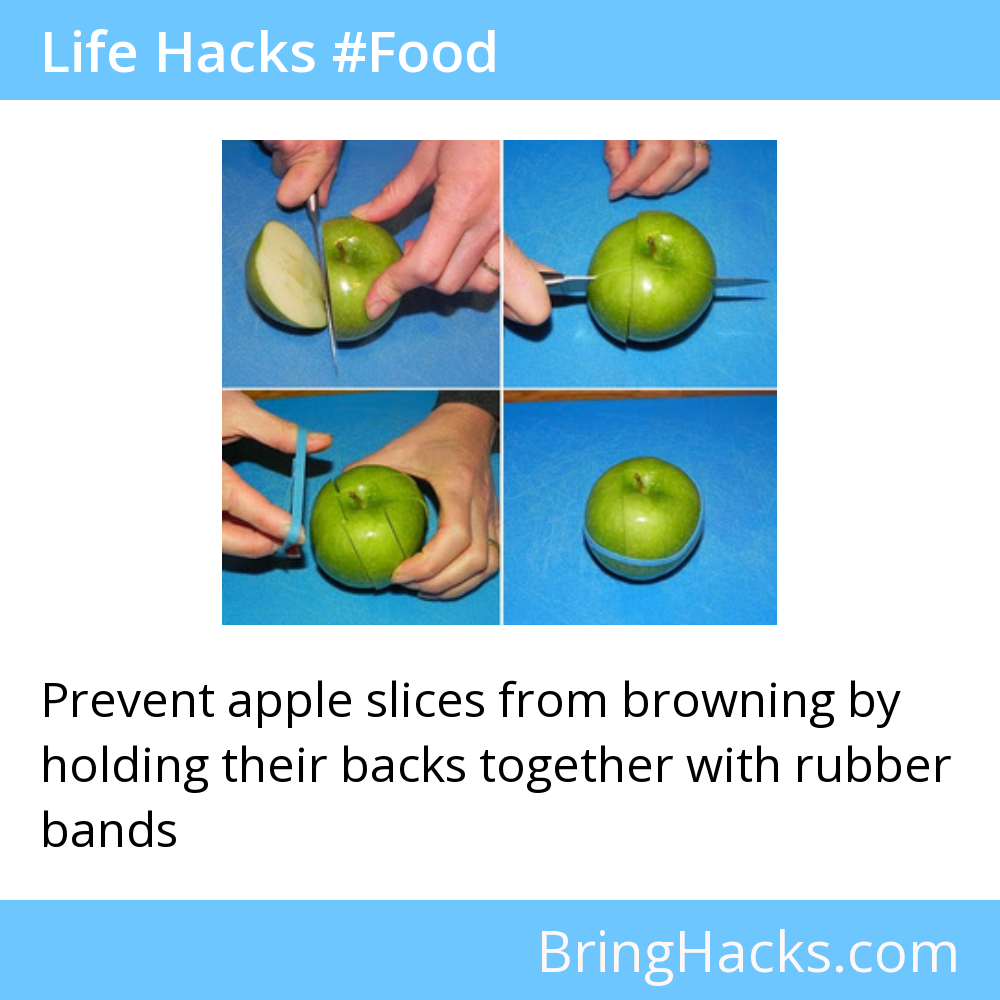 Life Hacks #Food
Prevent apple slices from browning by
holding their backs together with rubber
bands
BringHacks.com